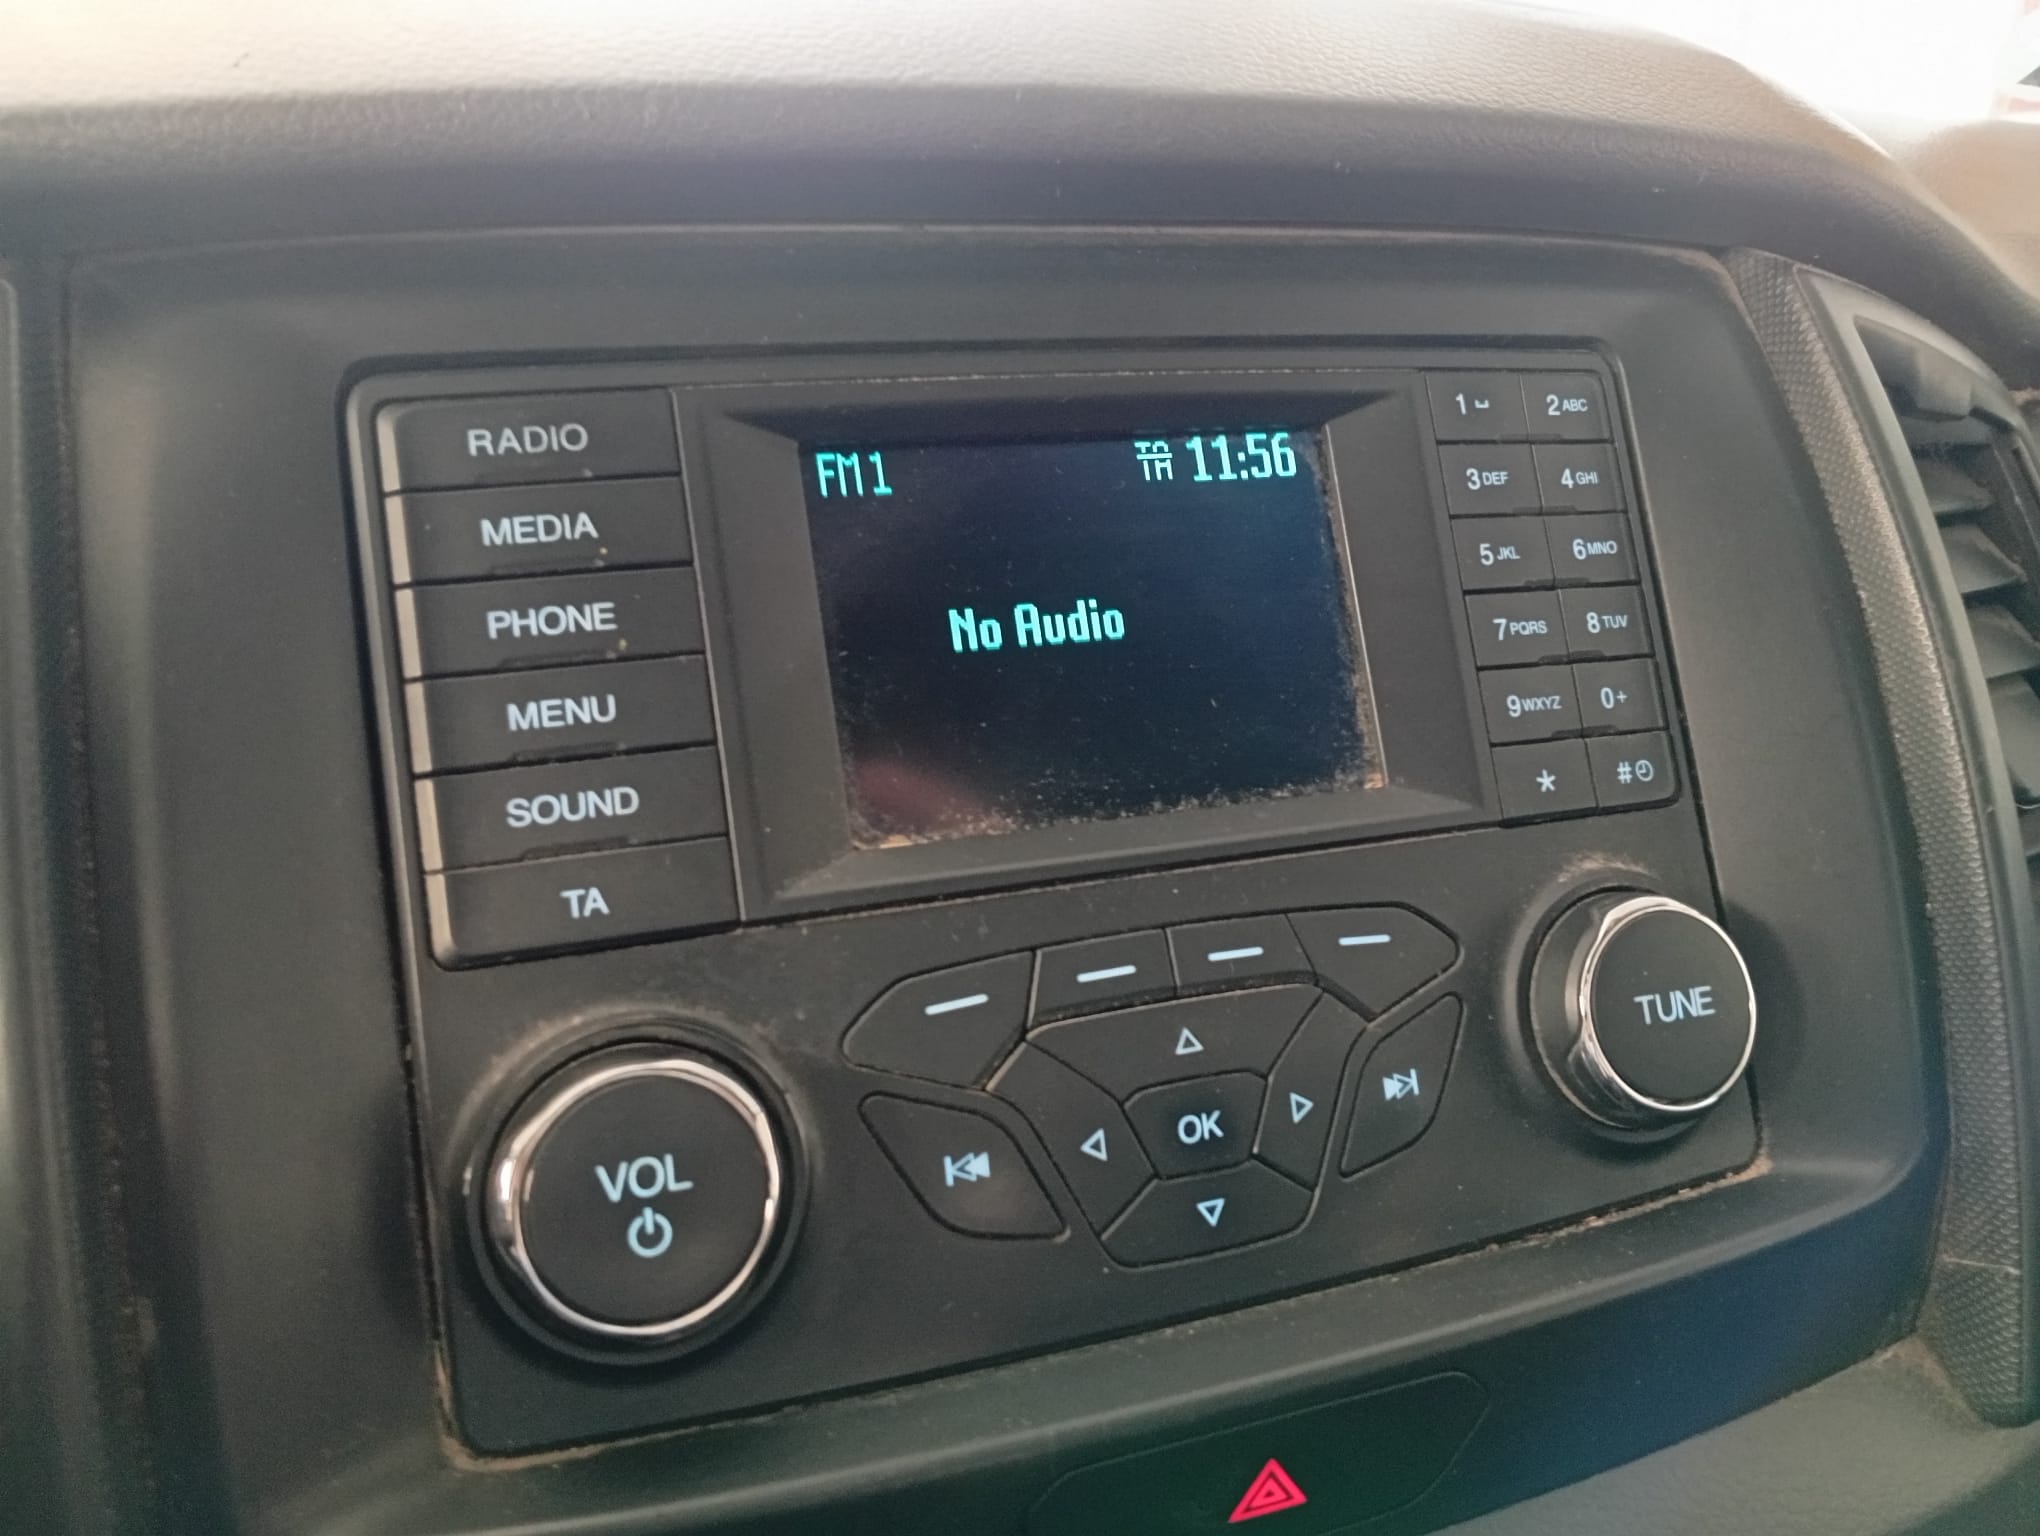 FM1 TA 11:56
No Audio
RADIO
MEDIA
PHONE
MENU
SOUND
TA
1
2 ABC
3 DEF
4 GHI
5 JKL
6 MNO
7 PQRS
8 TUV
9 WXYZ
0 +
*
#
VOL
OK
TUNE